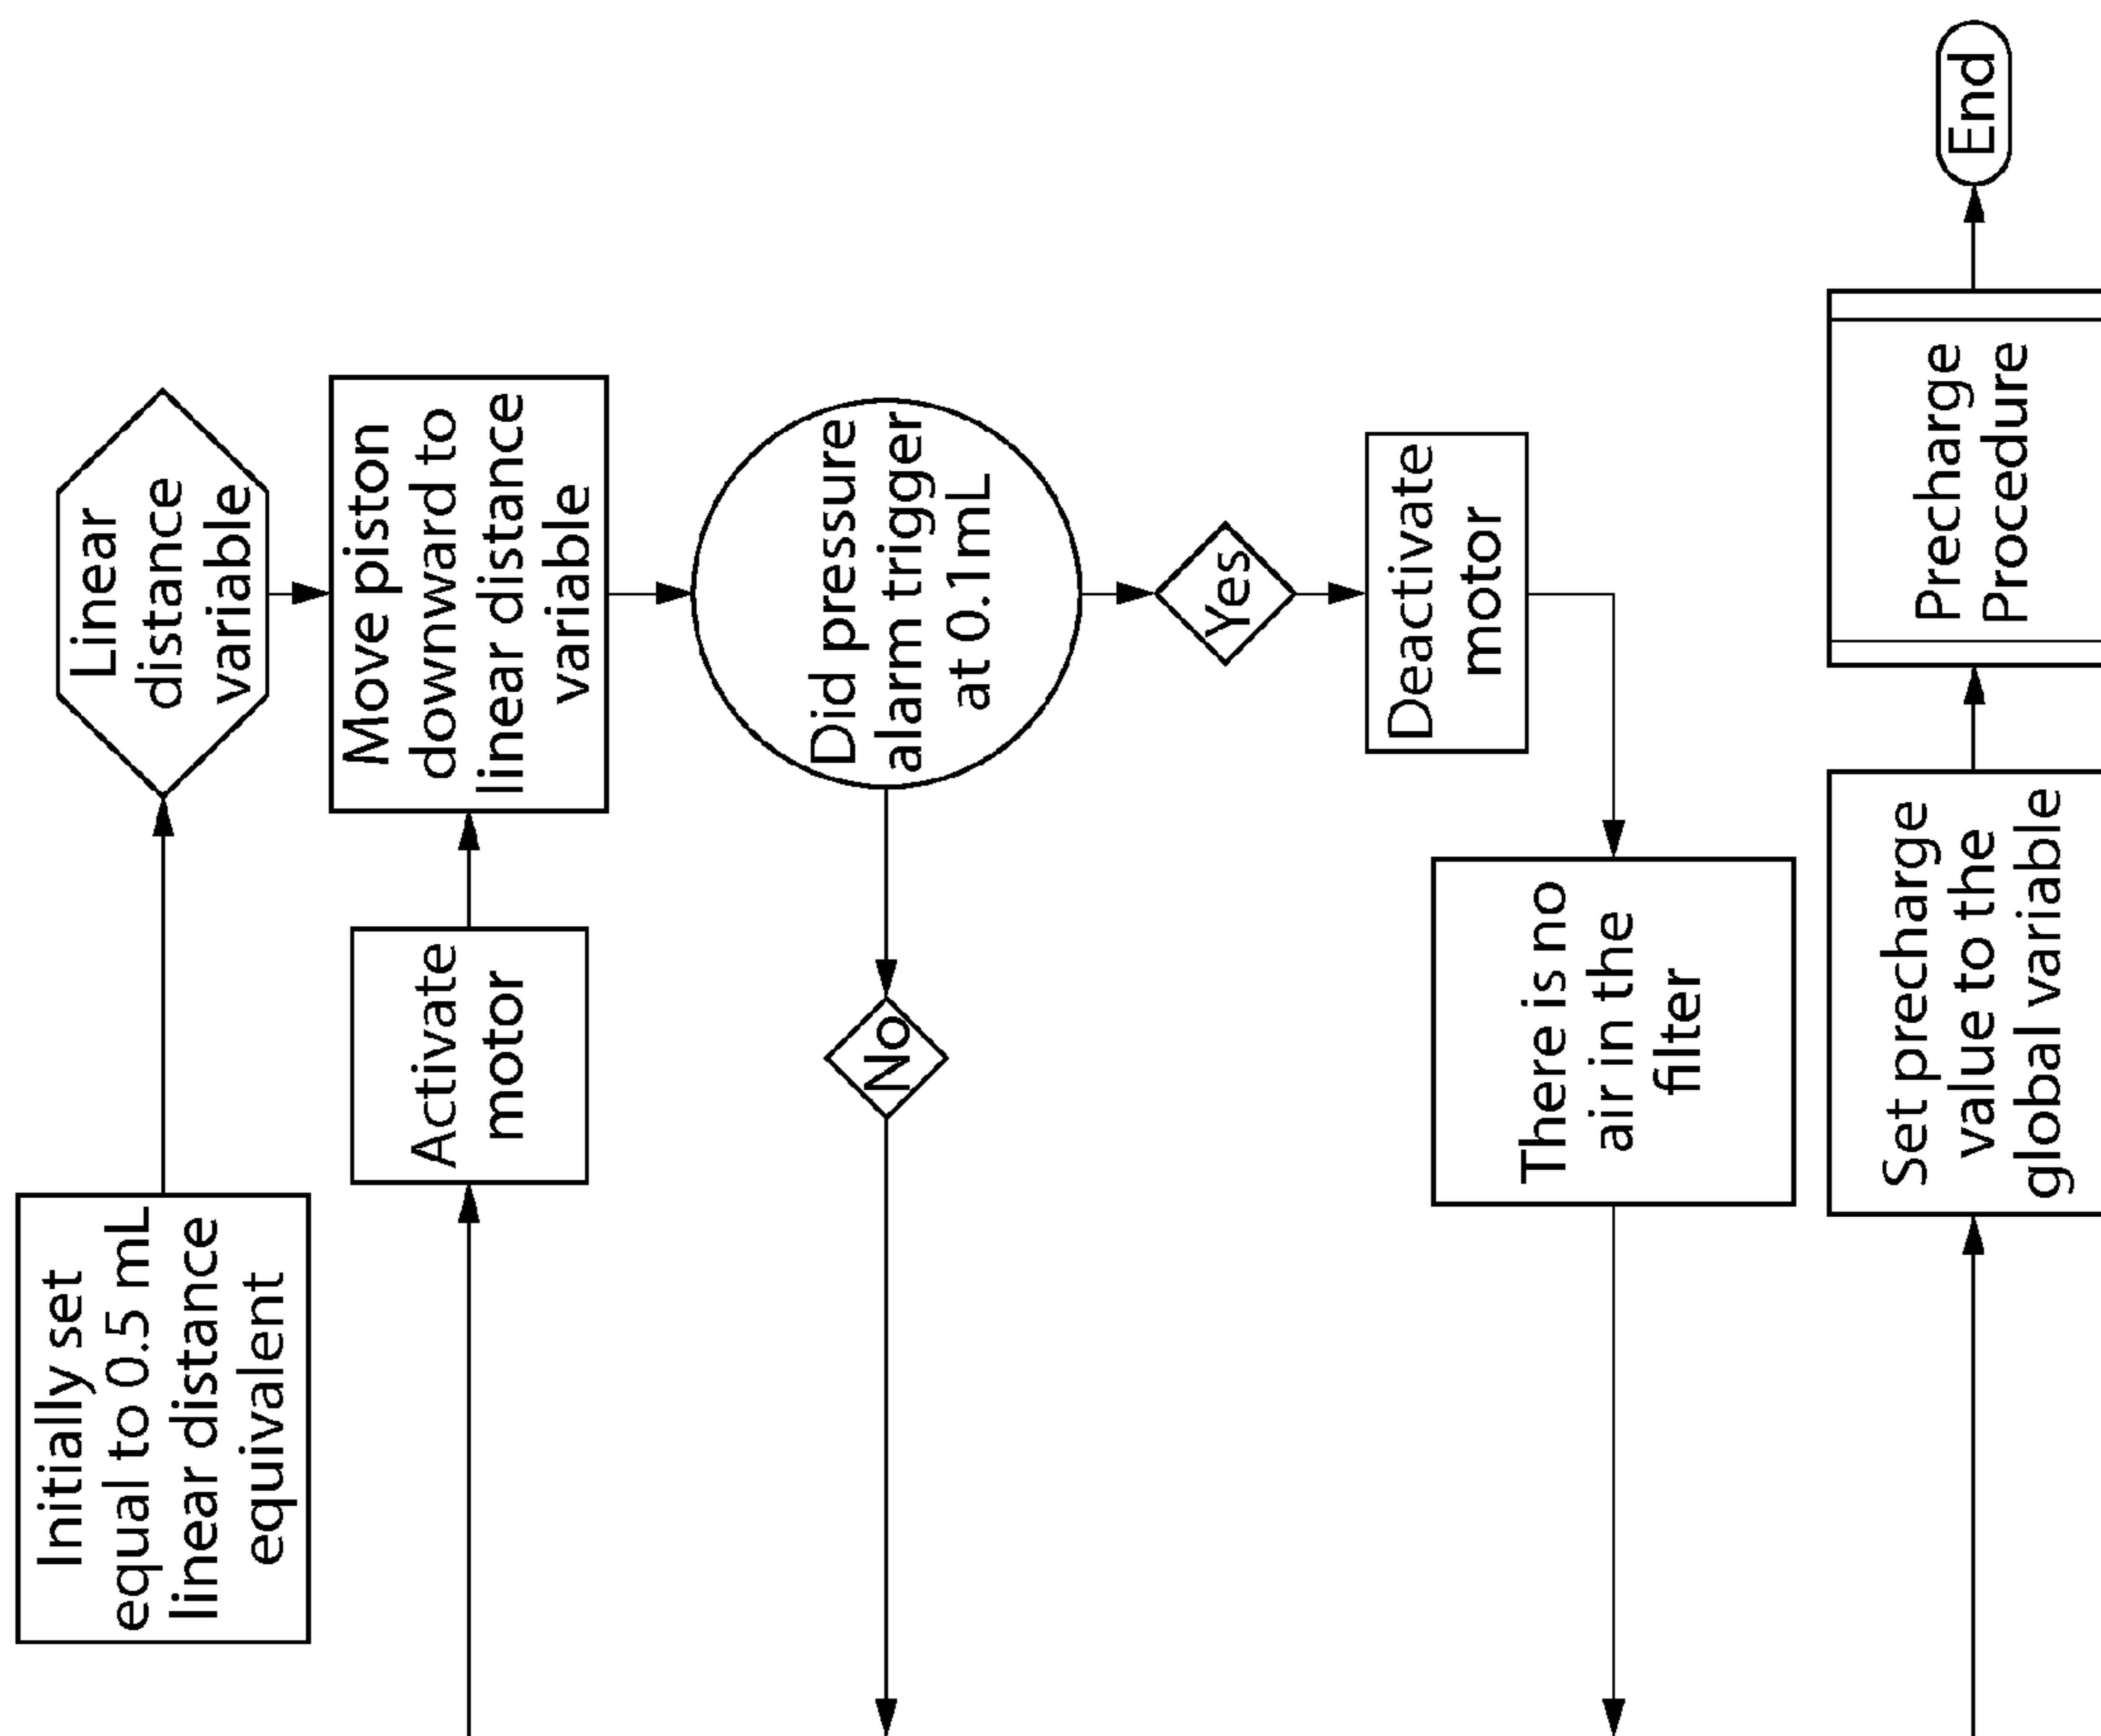 Initially set
equal to 0.5 mL
linear distance
equivalent
Linear
distance
variable
Activate
motor
Move piston
downward to
linear distance
variable
Did pressure
alarm trigger
at 0.1mL
No
Yes
Deactivate
motor
There is no
air in the
filter
Set precharge
value to the
global variable
Precharge
Procedure
End